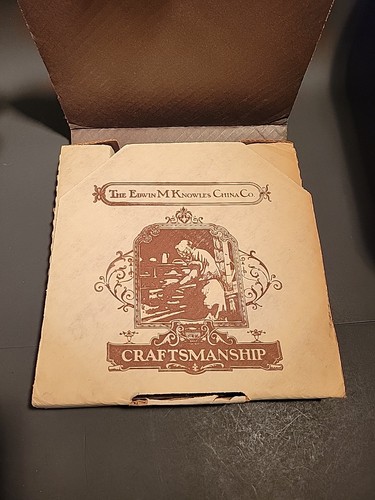 The Edwin M Knowles China Co.
CRAFTSMANSHIP